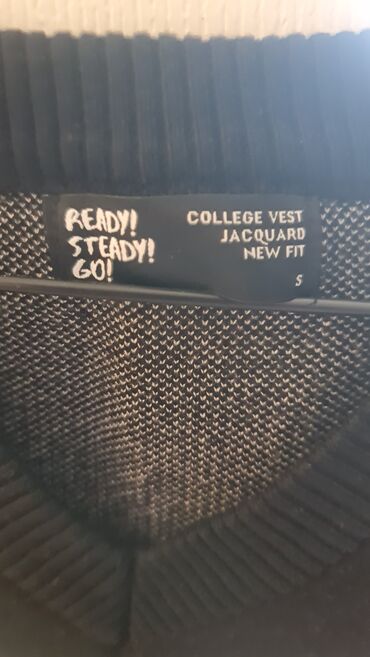 READY!
STEADY!
GO!
COLLEGE VEST
JACQUARD
NEW FIT
S